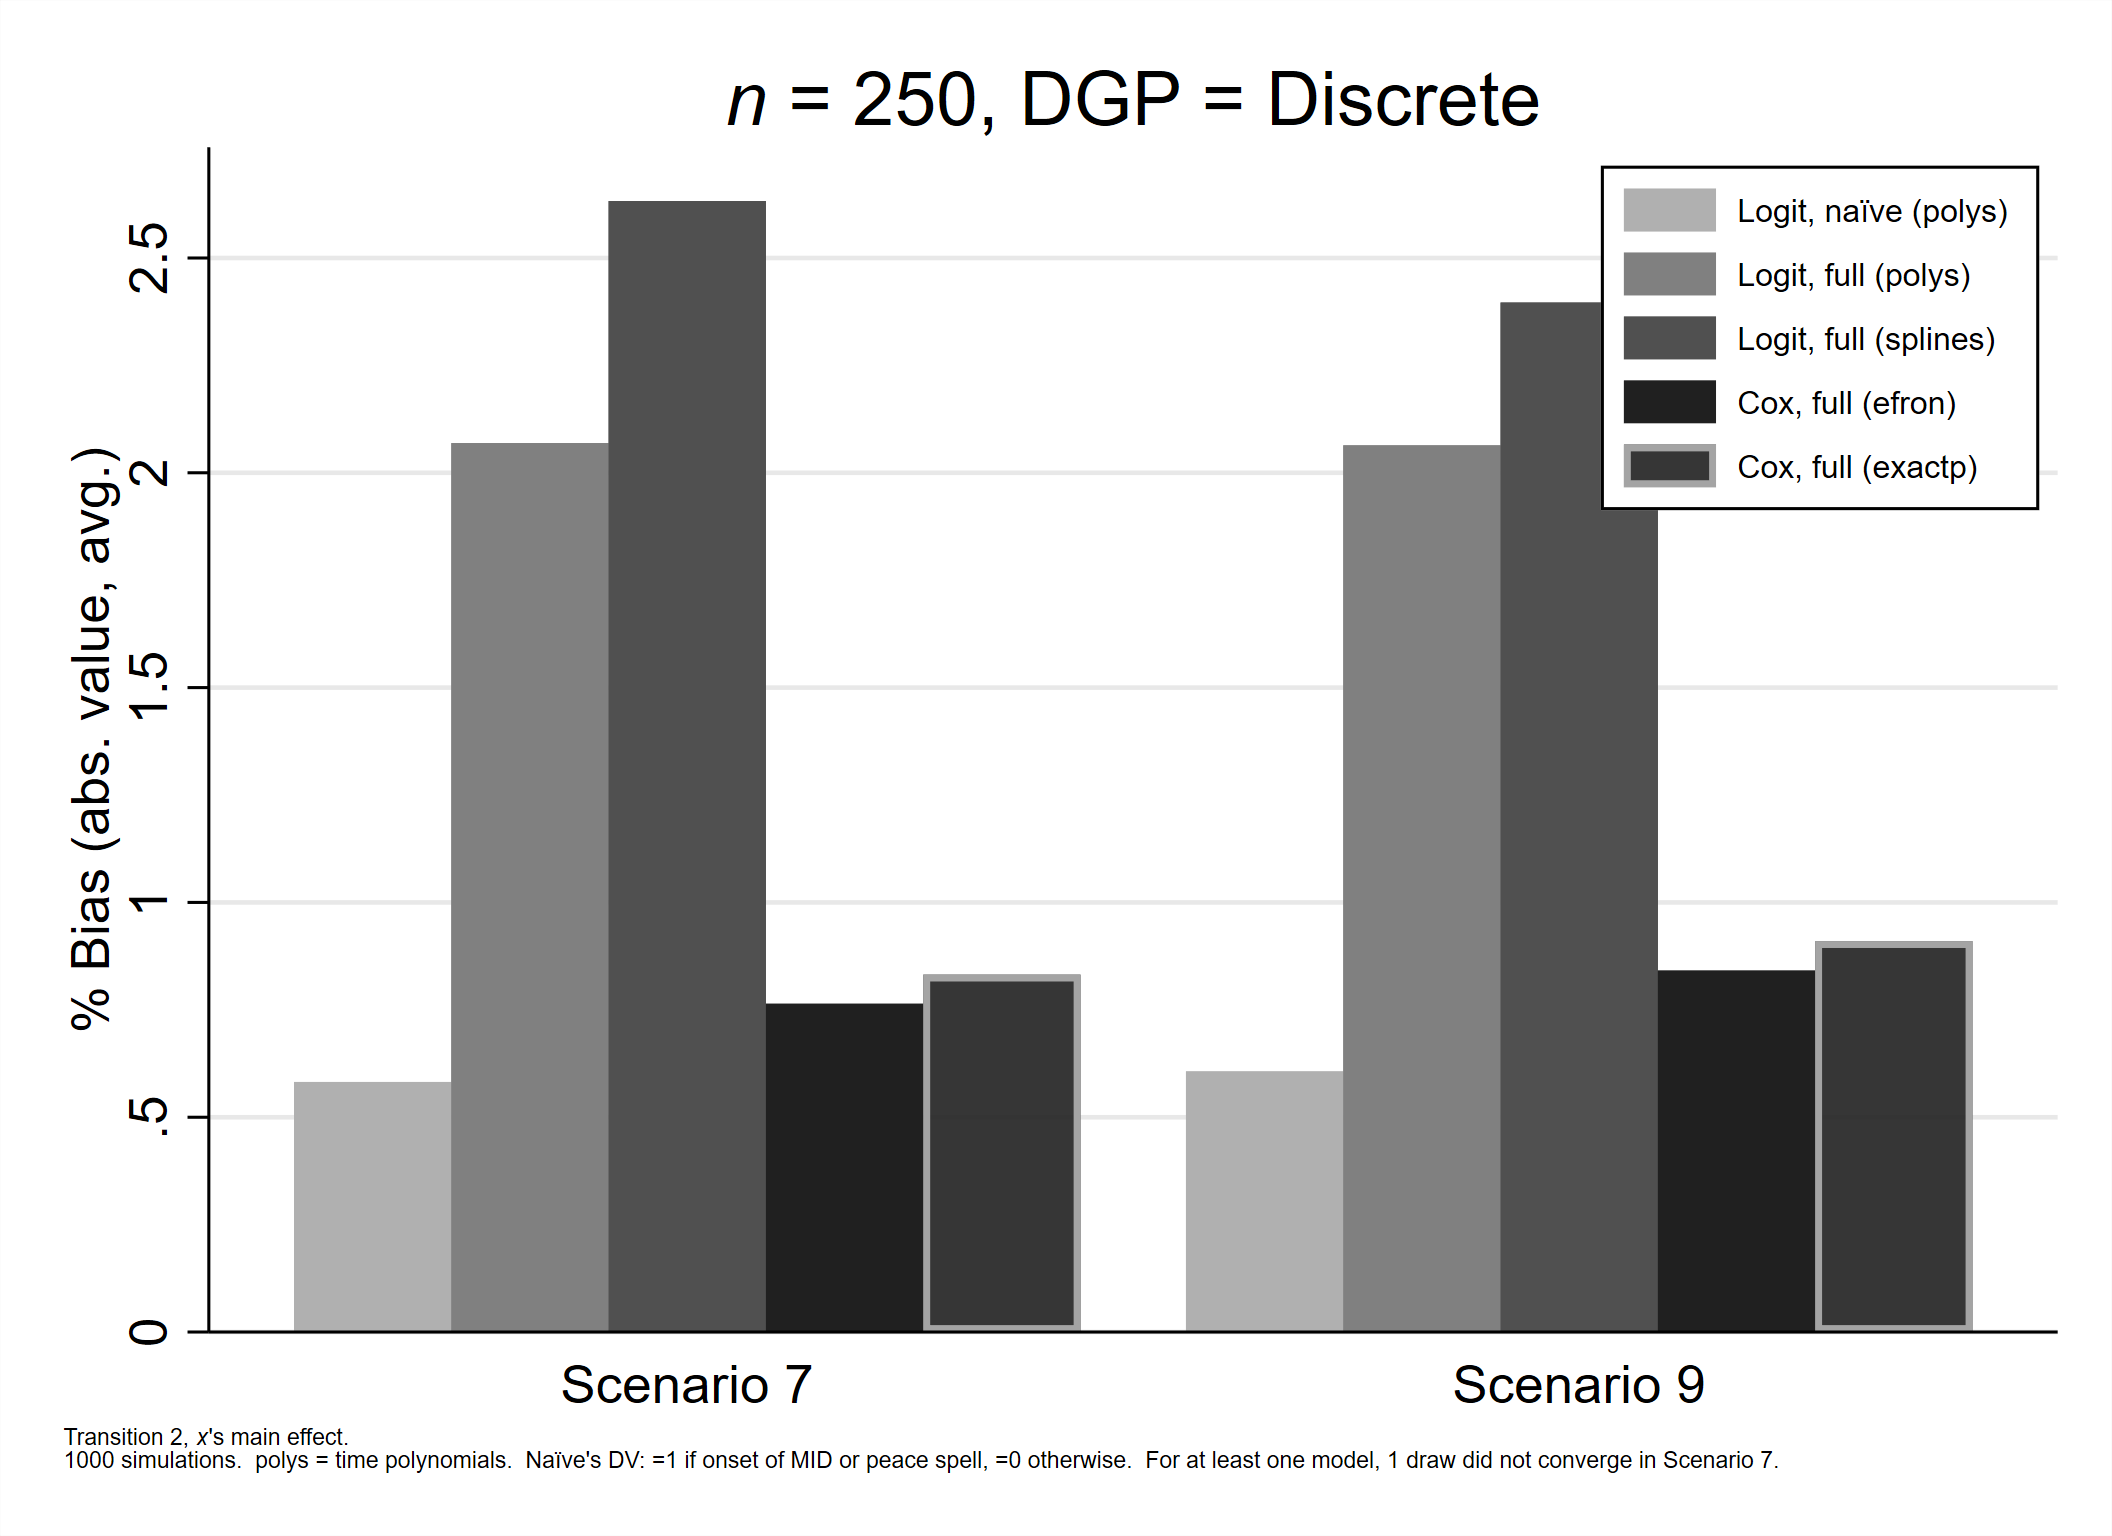 n = 250, DGP = Discrete
% Bias (abs. value, avg.)
2.5
2
1.5
1
.5
0
Logit, naïve (polys)
Logit, full (polys)
Logit, full (splines)
Cox, full (efron)
Cox, full (exactp)
Scenario 7
Scenario 9
Transition 2, x's main effect.
1000 simulations.  polys = time polynomials.  Naïve's DV: =1 if onset of MID or peace spell, =0 otherwise.  For at least one model, 1 draw did not converge in Scenario 7.